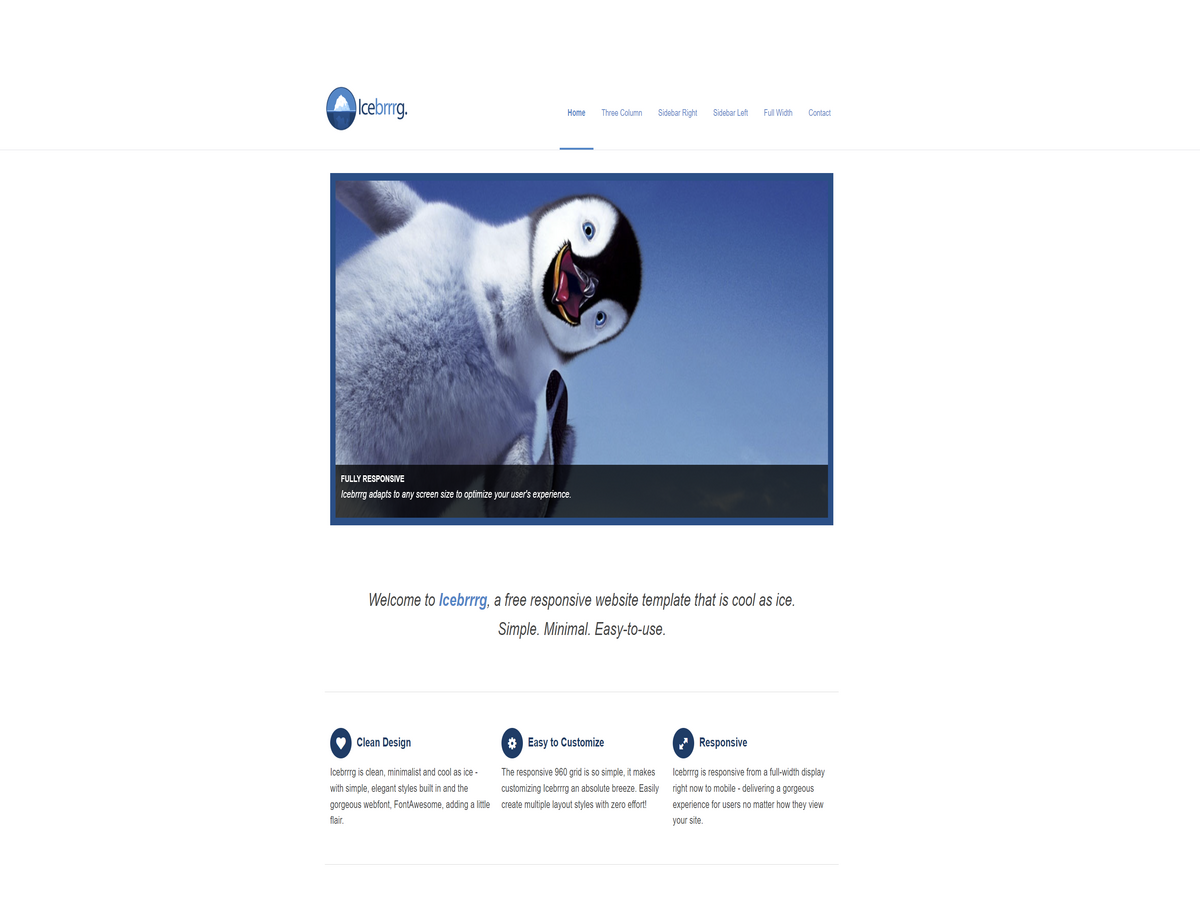 Icebrrrg.
Home Three Column Sidebar Right Sidebar Left Full Width Contact
FULLY RESPONSIVE
Icebrrrg adapts to any screen size to optimize your user's experience.
Welcome to Icebrrrg, a free responsive website template that is cool as ice.
Simple. Minimal. Easy-to-use.
Clean Design
Icebrrrg is clean, minimalist and cool as ice -
with simple, elegant styles built in and the
gorgeous webfont, FontAwesome, adding a little
flair.
Easy to Customize
The responsive 960 grid is so simple, it makes
customizing Icebrrrg an absolute breeze. Easily
create multiple layout styles with zero effort!
Responsive
Icebrrrg is responsive from a full-width display
right now to mobile - delivering a gorgeous
experience for users no matter how they view
your site.